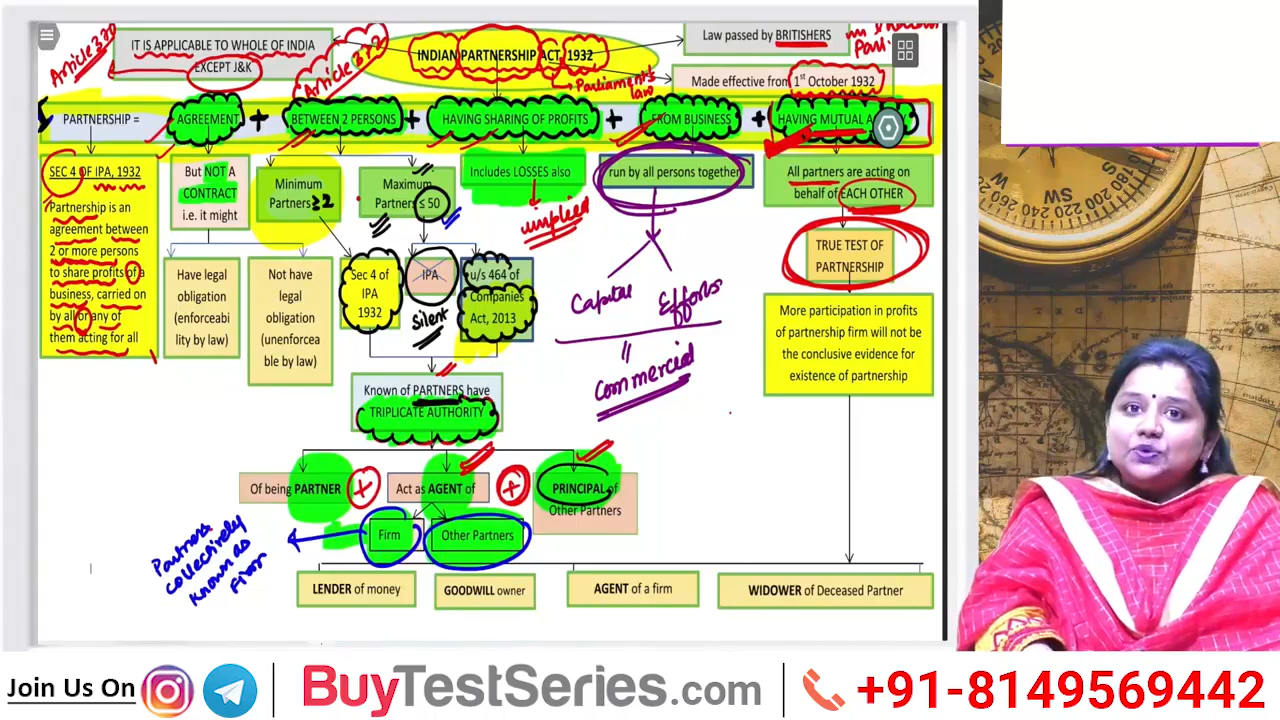 IT IS APPLICABLE TO WHOLE OF INDIA
EXCEPT J&K
Article 370
Article 372
INDIAN PARTNERSHIP ACT, 1932
Parliament's
law
Law passed by BRITISHERS
Made effective from 1st October 1932
PARTNERSHIP =
AGREEMENT
+
BETWEEN 2 PERSONS
+
HAVING SHARING OF PROFITS
+
FROM BUSINESS
+
HAVING MUTUAL
SEC 4 OF IPA, 1932
Partnership is an
agreement between
2 or more persons
to share profits of a
business, carried on
by all or any of
them acting for all
But NOT A
CONTRACT
i.e. it might
Have legal
obligation
(enforceabi
lity by law)
Not have
legal
obligation
(unenforcea
ble by law)
Minimum
Partners ≥2
Maximum
Partners ≤ 50
Sec 4 of
IPA
1932
IPA
Silent
u/s 464 of
Companies
Act, 2013
Includes LOSSES also
implied
run by all persons together
Capital
Efforts
Commercial
All partners are acting on
behalf of EACH OTHER
TRUE TEST OF
PARTNERSHIP
More participation in profits
of partnership firm will not be
the conclusive evidence for
existence of partnership
Known of PARTNERS have
TRIPLICATE AUTHORITY
Of being PARTNER
+
Act as AGENT of
+
PRINCIPAL of
Other Partners
Firm
Other Partners
Partners
collectively
known as
Firm
LENDER of money
GOODWILL owner
AGENT of a firm
WIDOWER of Deceased Partner
Join Us On
BuyTestSeries.com
+91-8149569442